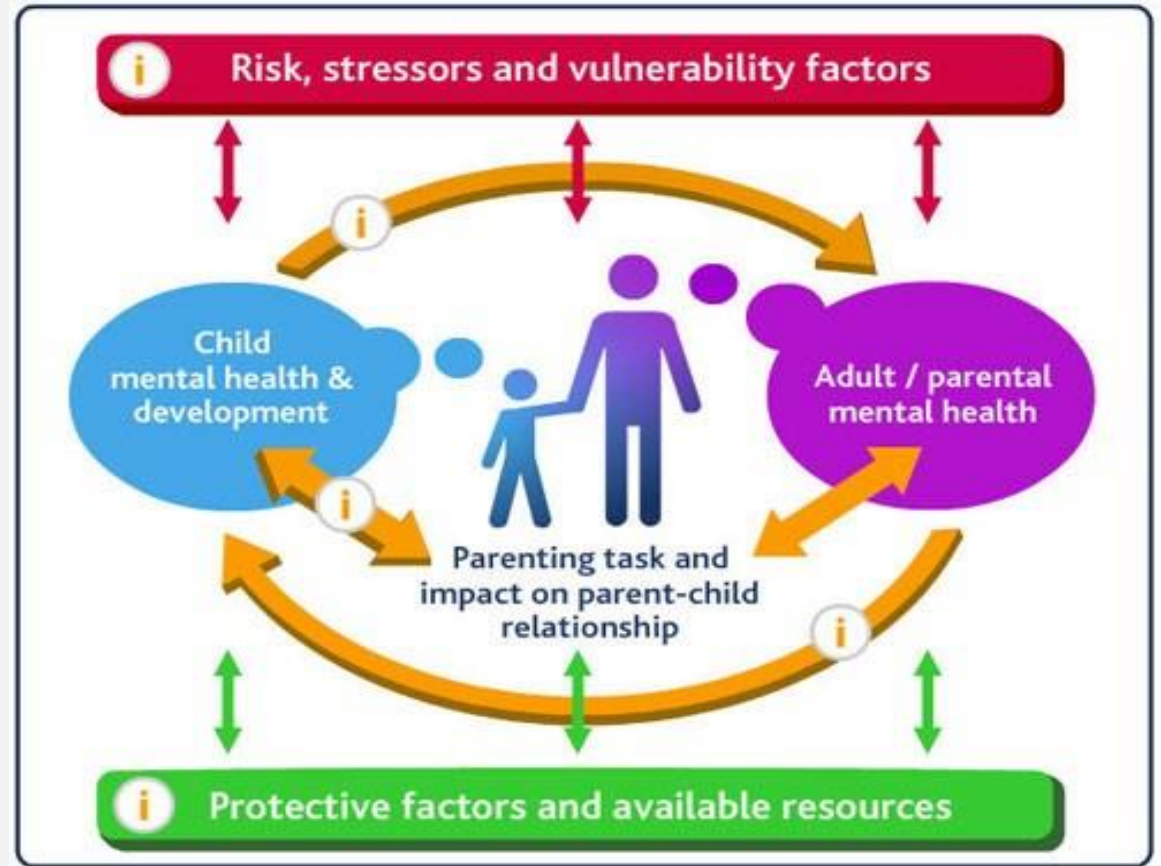 i
Risk, stressors and vulnerability factors
i
Child
mental health &
development
Adult / parental
mental health
i
Parenting task and
impact on parent-child
relationship
i
i
Protective factors and available resources